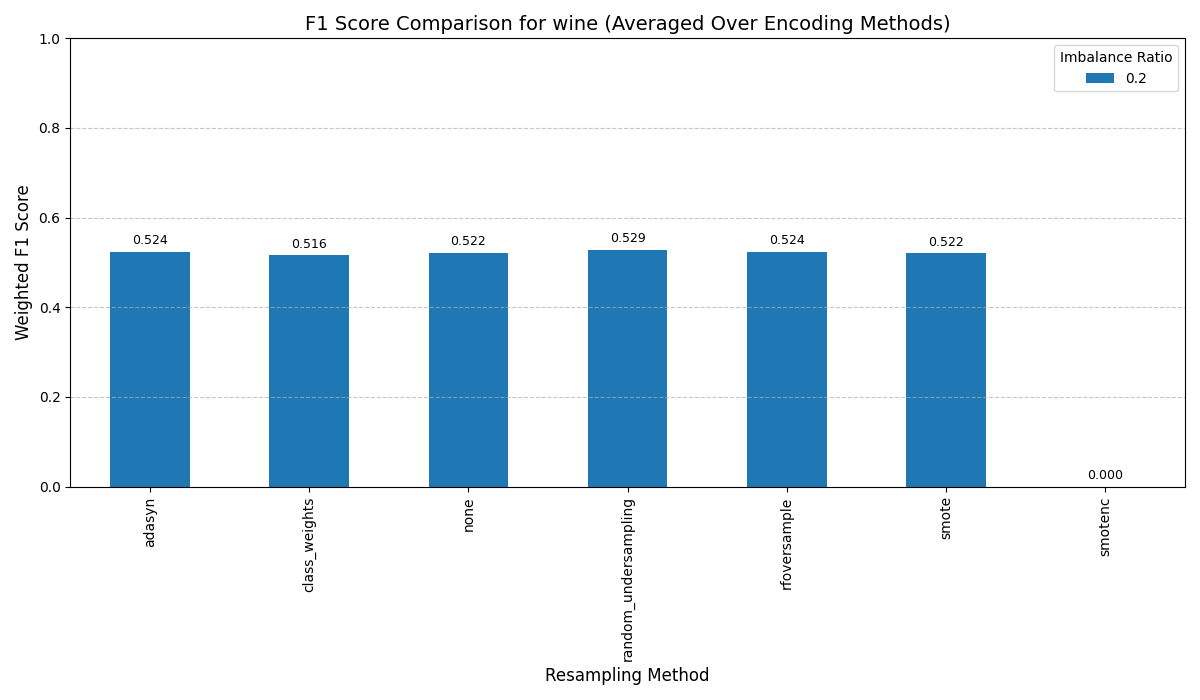 F1 Score Comparison for wine (Averaged Over Encoding Methods)
Imbalance Ratio
0.2
Weighted F1 Score
1.0
0.8
0.6
0.4
0.2
0.0
0.524
0.516
0.522
0.529
0.524
0.522
0.000
adasyn
class_weights
none
random_undersampling
rfoversample
smote
smotenc
Resampling Method